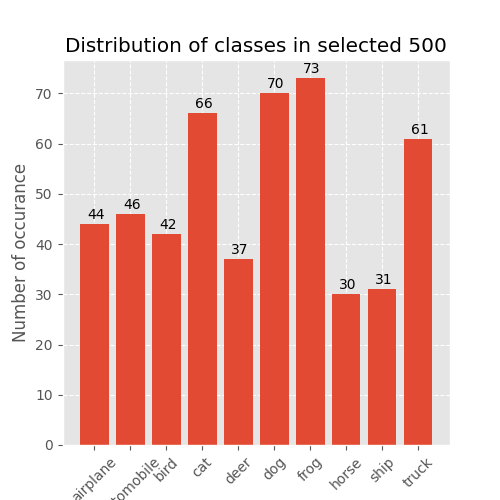 Distribution of classes in selected 500
Number of occurance
70
60
50
40
30
20
10
0
44
46
42
66
37
70
73
30
31
61
airplane
tomobile
bird
cat
deer
dog
frog
horse
ship
truck